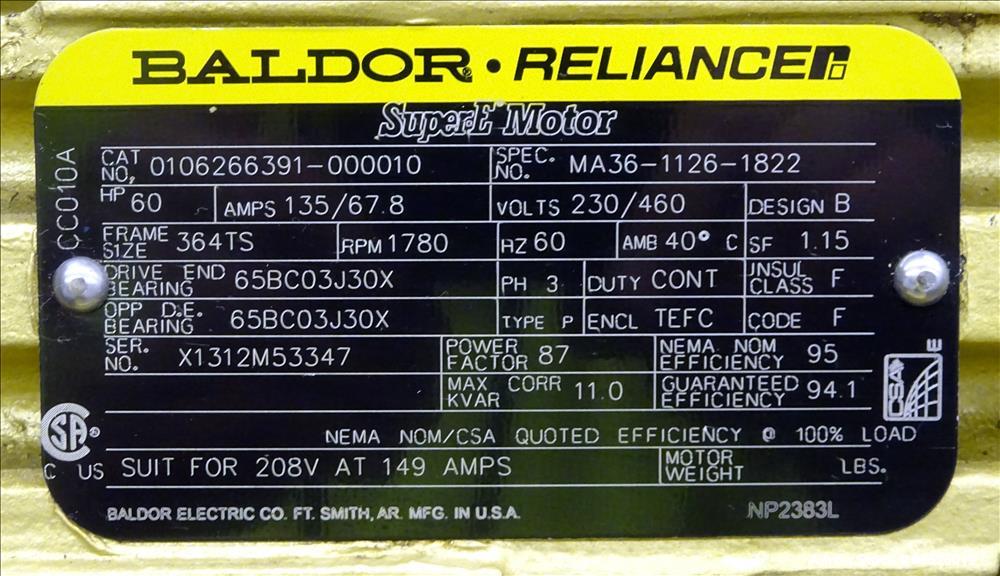 BALDOR • RELIANCE
Super-E Motor
CC010A
CAT. NO. 0106266391-000010 SPEC. NO. MA36-1126-1822
HP 60 AMPS 135/67.8 VOLTS 230/460 DESIGN B
FRAME SIZE 364TS RPM 1780 HZ 60 AMB 40° C SF 1.15
DRIVE END BEARING 65BC03J30X PH 3 DUTY CONT INSUL CLASS F
OPP D.E. BEARING 65BC03J30X TYPE P ENCL TEFC CODE F
SER. NO. X1312M53347 POWER FACTOR 87 NEMA NOM EFFICIENCY 95
MAX CORR KVAR 11.0 GUARANTEED EFFICIENCY 94.1
CSA E
SA ®
NEMA NOM/CSA QUOTED EFFICIENCY @ 100% LOAD
C US SUIT FOR 208V AT 149 AMPS MOTOR WEIGHT LBS.
BALDOR ELECTRIC CO. FT. SMITH, AR. MFG. IN U.S.A. NP2383L